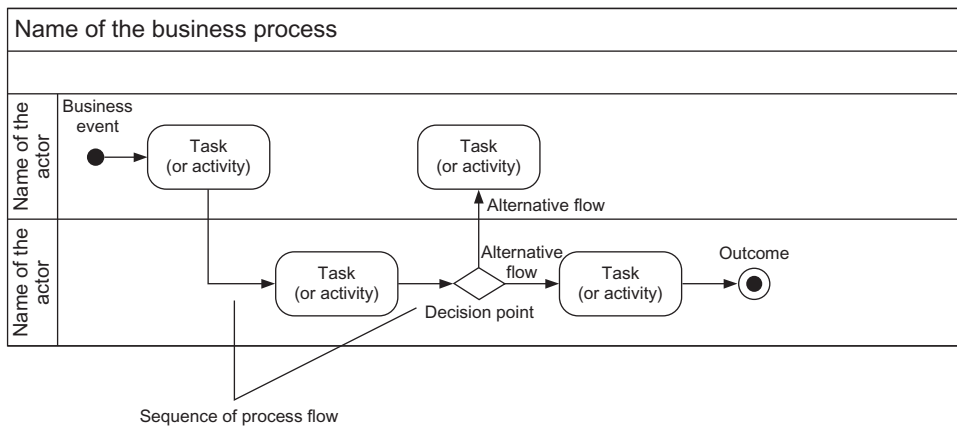 Name of the business process
Name of the
actor
Business
event
Task
(or activity)
Task
(or activity)
Alternative flow
Name of the
actor
Task
(or activity)
Alternative
flow
Decision point
Task
(or activity)
Outcome
Sequence of process flow